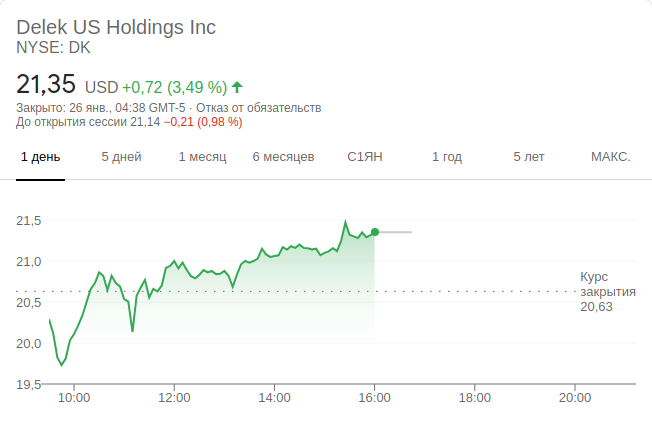 Delek US Holdings Inc
NYSE: DK
21,35 USD +0,72 (3,49 %)
Закрыто: 26 янв., 04:38 GMT-5 · Отказ от обязательств
До открытия сессии 21,14 −0,21 (0,98 %)
1 день 5 дней 1 месяц 6 месяцев С1ЯН 1 год 5 лет МАКС.
21,5
21,0
20,5
20,0
19,5
Курс
закрытия
20,63
10:00 12:00 14:00 16:00 18:00 20:00